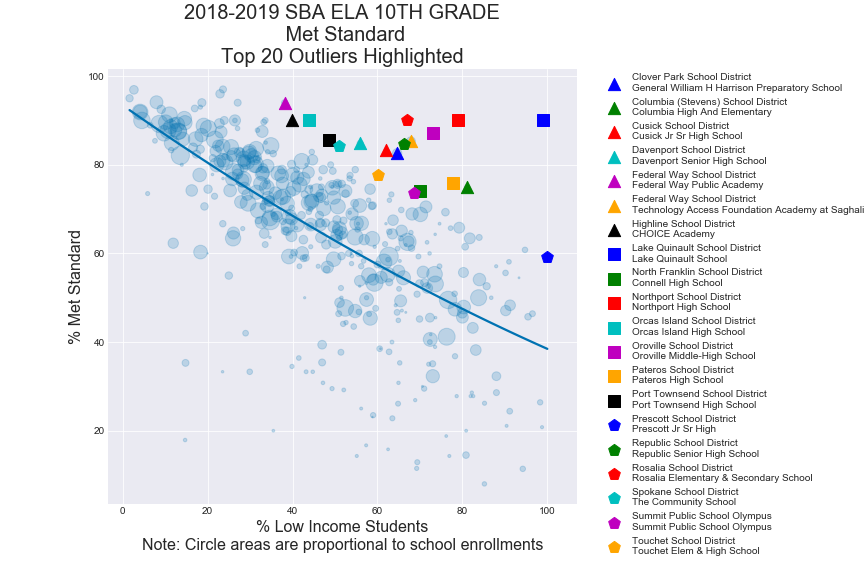 2018-2019 SBA ELA 10TH GRADE
Met Standard
Top 20 Outliers Highlighted
% Met Standard
100
80
60
40
20
0
20
40
60
80
100
% Low Income Students
Note: Circle areas are proportional to school enrollments
Clover Park School District
General William H Harrison Preparatory School
Columbia (Stevens) School District
Columbia High And Elementary
Cusick School District
Cusick Jr Sr High School
Davenport School District
Davenport Senior High School
Federal Way School District
Federal Way Public Academy
Federal Way School District
Technology Access Foundation Academy at Saghali
Highline School District
CHOICE Academy
Lake Quinault School District
Lake Quinault School
North Franklin School District
Connell High School
Northport School District
Northport High School
Orcas Island School District
Orcas Island High School
Oroville School District
Oroville Middle-High School
Pateros School District
Pateros High School
Port Townsend School District
Port Townsend High School
Prescott School District
Prescott Jr Sr High
Republic School District
Republic Senior High School
Rosalia School District
Rosalia Elementary & Secondary School
Spokane School District
The Community School
Summit Public School Olympus
Summit Public School Olympus
Touchet School District
Touchet Elem & High School